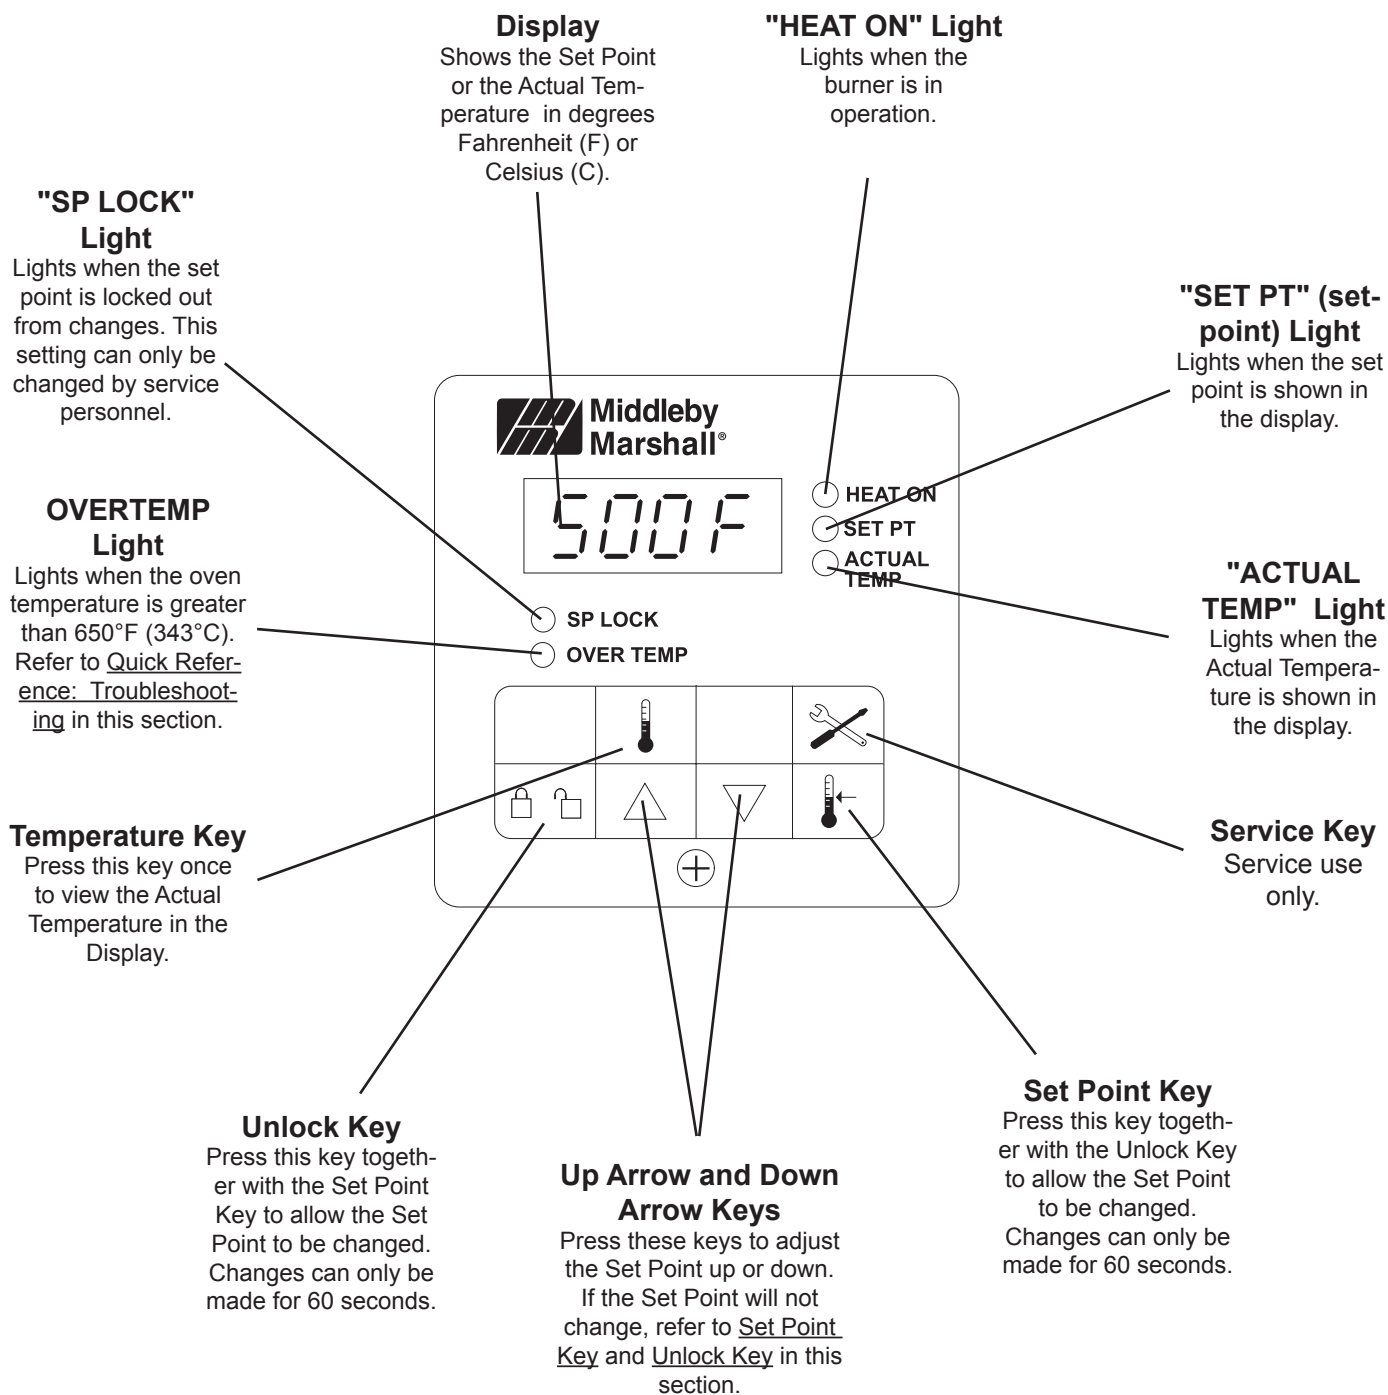 Display
Shows the Set Point
or the Actual Tem-
perature in degrees
Fahrenheit (F) or
Celsius (C).
"HEAT ON" Light
Lights when the
burner is in
operation.
"SP LOCK"
Light
Lights when the set
point is locked out
from changes. This
setting can only be
changed by service
personnel.
"SET PT" (set-
point) Light
Lights when the set
point is shown in
the display.
OVERTEMP
Light
Lights when the oven
temperature is greater
than 650°F (343°C).
Refer to Quick Refer-
ence: Troubleshoot-
ing in this section.
Middleby
Marshall®
500F
HEAT ON
SET PT
ACTUAL
TEMP
SP LOCK
OVER TEMP
"ACTUAL
TEMP" Light
Lights when the
Actual Tempera-
ture is shown in
the display.
Temperature Key
Press this key once
to view the Actual
Temperature in the
Display.
Service Key
Service use
only.
Unlock Key
Press this key togeth-
er with the Set Point
Key to allow the Set
Point to be changed.
Changes can only be
made for 60 seconds.
Up Arrow and Down
Arrow Keys
Press these keys to adjust
the Set Point up or down.
If the Set Point will not
change, refer to Set Point
Key and Unlock Key in this
section.
Set Point Key
Press this key togeth-
er with the Unlock Key
to allow the Set Point
to be changed.
Changes can only be
made for 60 seconds.